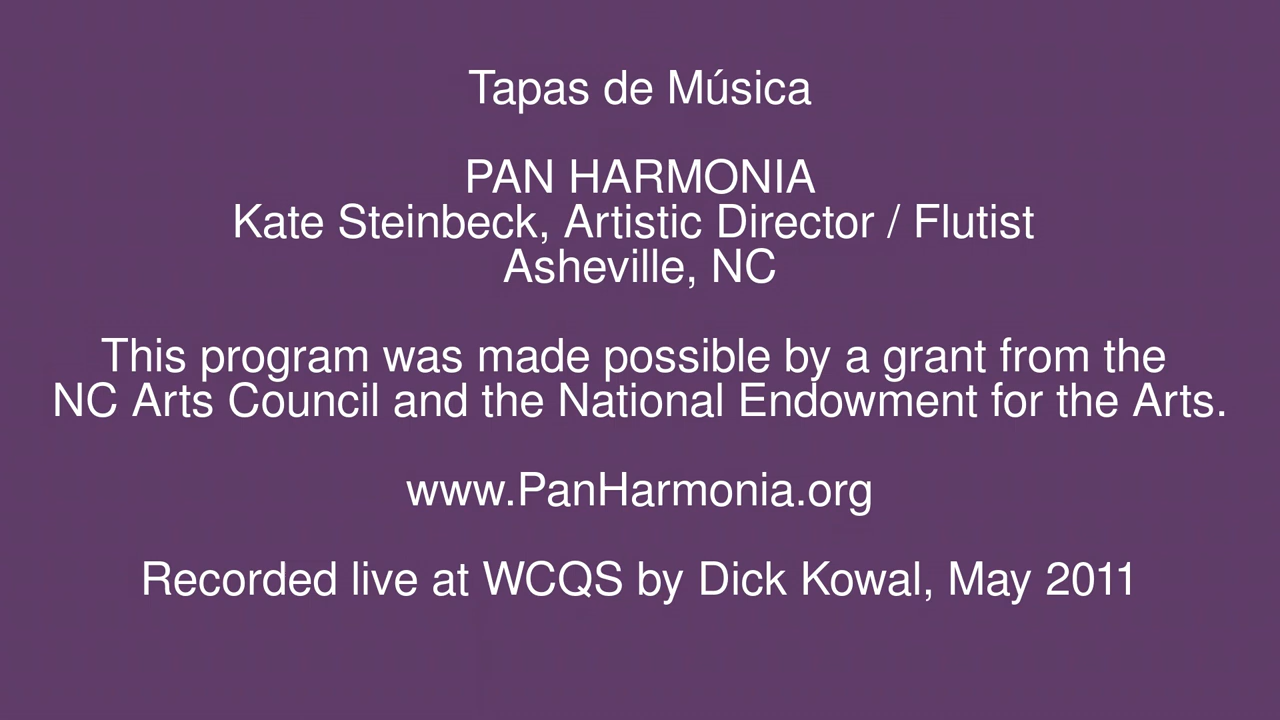 Tapas de Música
PAN HARMONIA
Kate Steinbeck, Artistic Director / Flutist
Asheville, NC
This program was made possible by a grant from the
NC Arts Council and the National Endowment for the Arts.
www.PanHarmonia.org
Recorded live at WCQS by Dick Kowal, May 2011